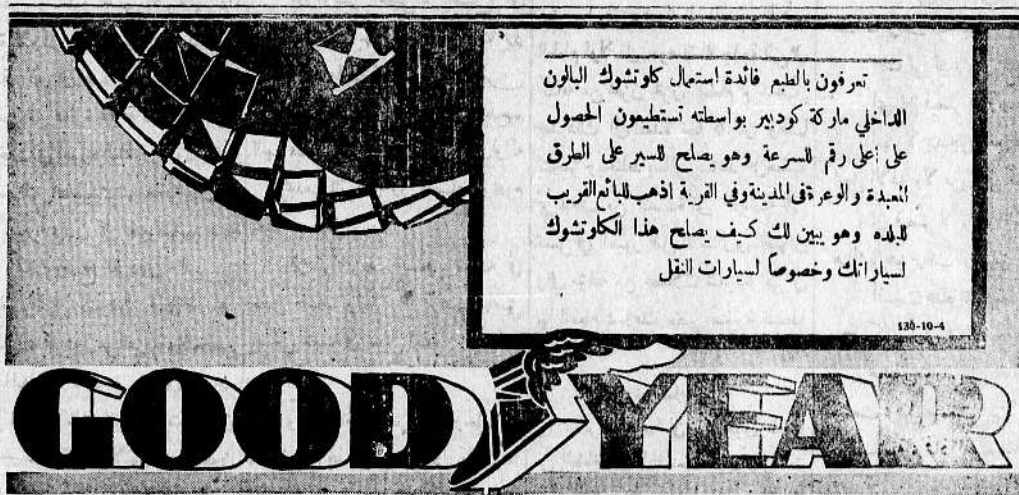 تعرفون بالطبع فائدة استعمال كاوتشوك البالون
الداخلي ماركة كوديير بواسطته تستطيعون الحصول
على أعلى رقم للسرعة وهو يصلح للسير على الطرق
المعبدة والوعرة فى المدينة وفي القرية اذهب للبائع القريب
لبلده وهو يبين لك كيف يصلح هذا الكاوتشوك
لسياراتك وخصوصاً لسيارات النقل
130-10-4
GOOD YEAR